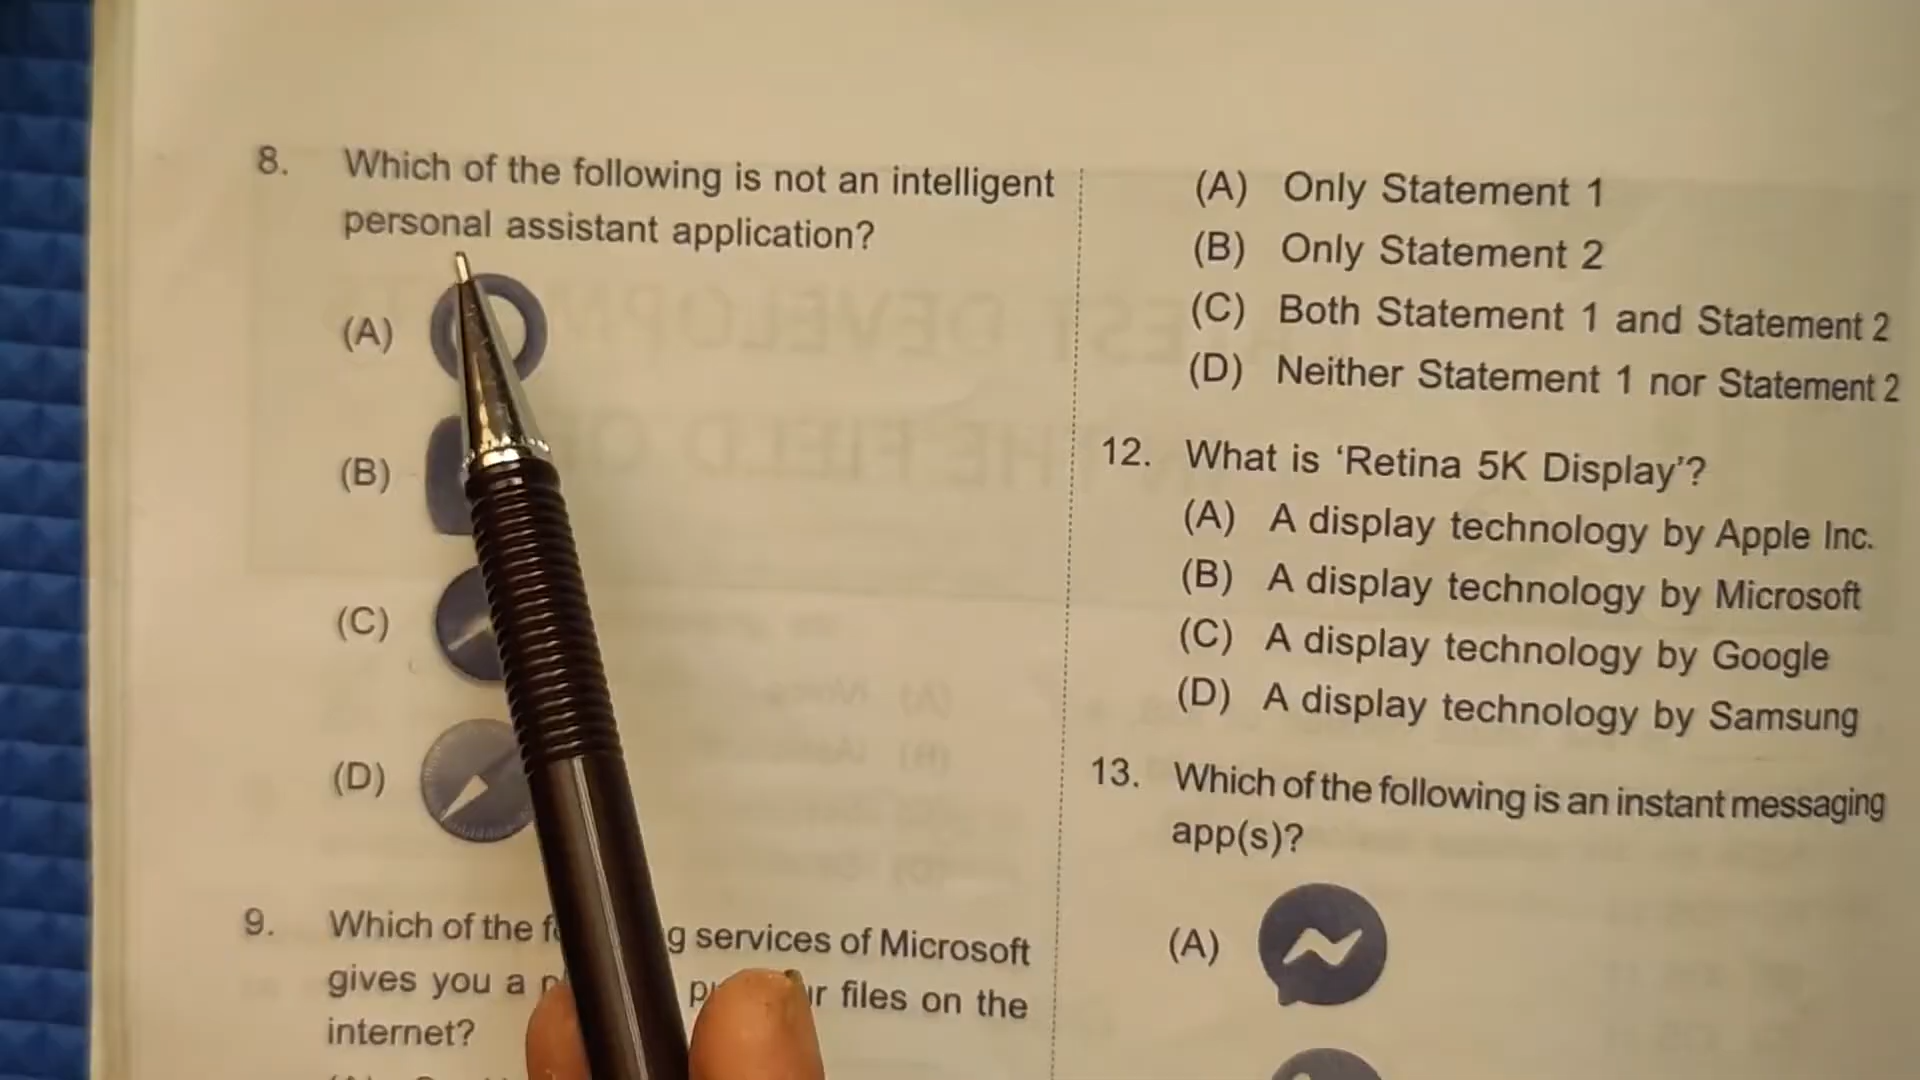 8. Which of the following is not an intelligent
personal assistant application?
(A)
(B)
(C)
(D)
9. Which of the g services of Microsoft
gives you a files on the
internet?
(A) Only Statement 1
(B) Only Statement 2
(C) Both Statement 1 and Statement 2
(D) Neither Statement 1 nor Statement 2
12. What is ‘Retina 5K Display’?
(A) A display technology by Apple Inc.
(B) A display technology by Microsoft
(C) A display technology by Google
(D) A display technology by Samsung
13. Which of the following is an instant messaging
app(s)?
(A)